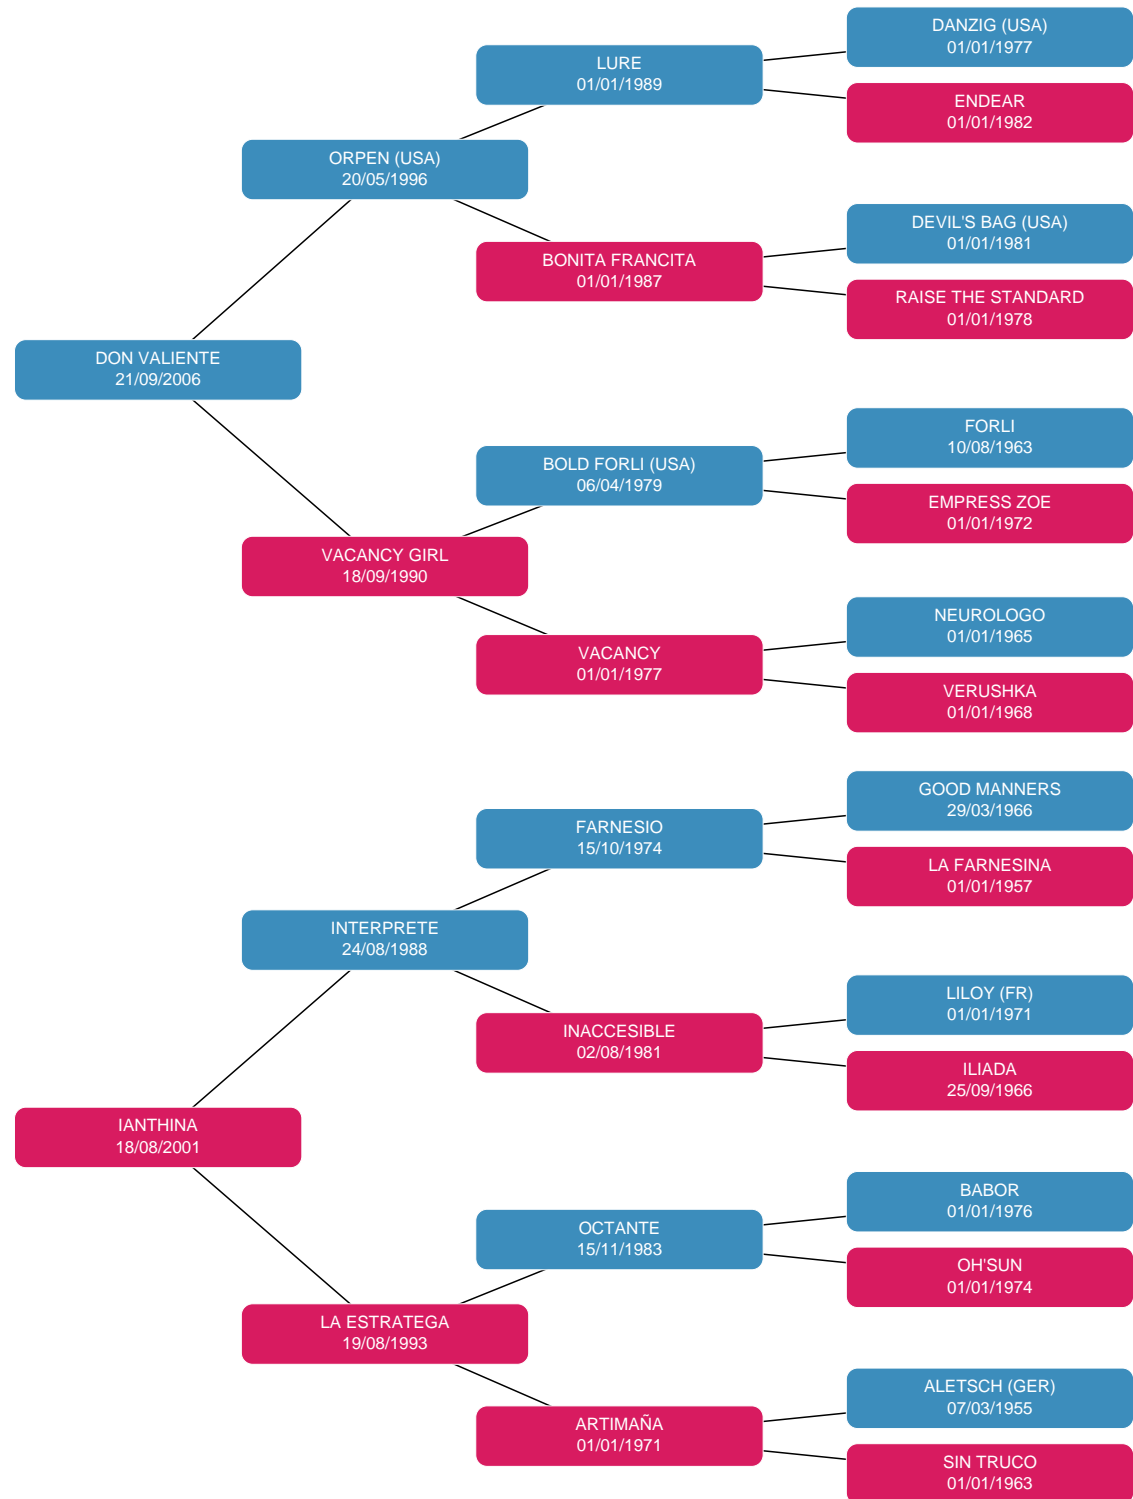 DANZIG (USA)
01/01/1977
LURE
01/01/1989
ENDEAR
01/01/1982
ORPEN (USA)
20/05/1996
DEVIL'S BAG (USA)
01/01/1981
BONITA FRANCITA
01/01/1987
RAISE THE STANDARD
01/01/1978
DON VALIENTE
21/09/2006
FORLI
10/08/1963
BOLD FORLI (USA)
06/04/1979
EMPRESS ZOE
01/01/1972
VACANCY GIRL
18/09/1990
NEUROLOGO
01/01/1965
VACANCY
01/01/1977
VERUSHKA
01/01/1968
GOOD MANNERS
29/03/1966
FARNESIO
15/10/1974
LA FARNESINA
01/01/1957
INTERPRETE
24/08/1988
LILOY (FR)
01/01/1971
INACCESIBLE
02/08/1981
ILIADA
25/09/1966
IANTHINA
18/08/2001
BABOR
01/01/1976
OCTANTE
15/11/1983
OH'SUN
01/01/1974
LA ESTRATEGA
19/08/1993
ALETSCH (GER)
07/03/1955
ARTIMAÑA
01/01/1971
SIN TRUCO
01/01/1963